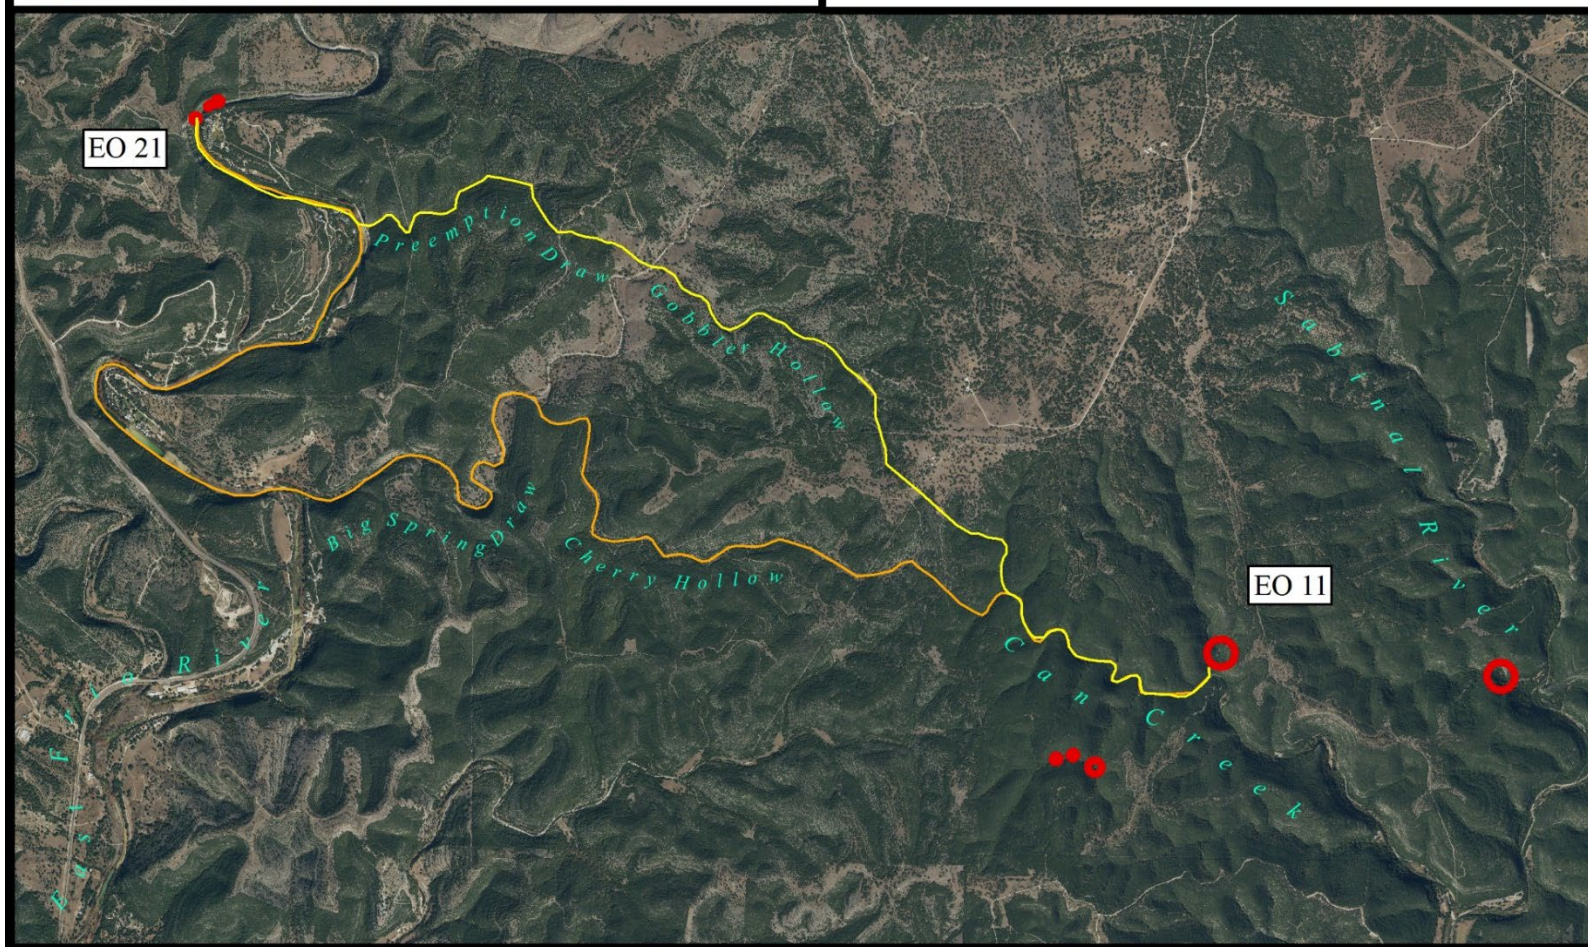 EO 21
Preemption Draw
Gobbler Hollow
Sabinal River
Big Spring Draw
Cherry Hollow
EO 11
East Frio River
Can Creek